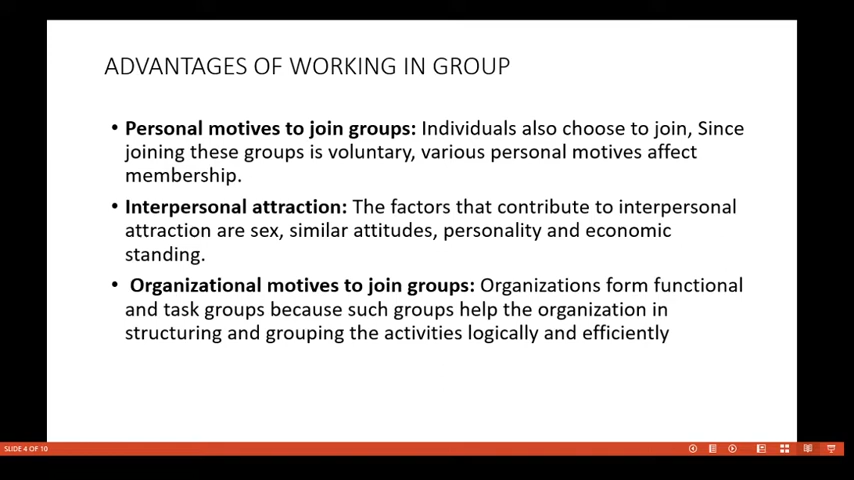 ADVANTAGES OF WORKING IN GROUP
• Personal motives to join groups: Individuals also choose to join, Since
joining these groups is voluntary, various personal motives affect
membership.
• Interpersonal attraction: The factors that contribute to interpersonal
attraction are sex, similar attitudes, personality and economic
standing.
• Organizational motives to join groups: Organizations form functional
and task groups because such groups help the organization in
structuring and grouping the activities logically and efficiently
SLIDE 4 OF 10